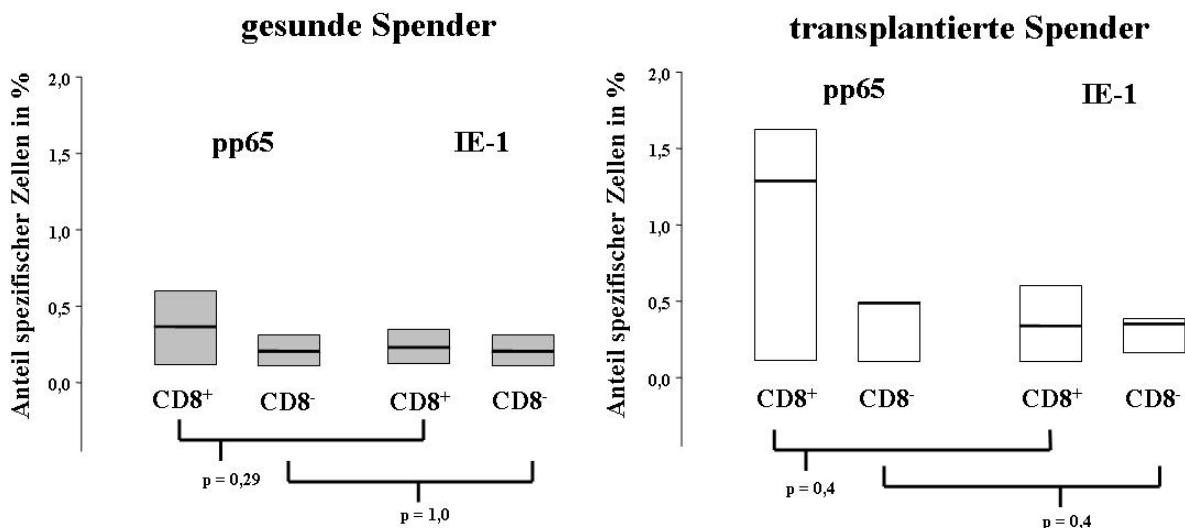 gesunde Spender
Anteil spezifischer Zellen in %
2,0
1,5
1,0
0,5
0,0
pp65
IE-1
CD8⁺
CD8⁻
CD8⁺
CD8⁻
p = 0,29
p = 1,0
transplantierte Spender
Anteil spezifischer Zellen in %
2,0
1,5
1,0
0,5
0,0
pp65
IE-1
CD8⁺
CD8⁻
CD8⁺
CD8⁻
p = 0,4
p = 0,4